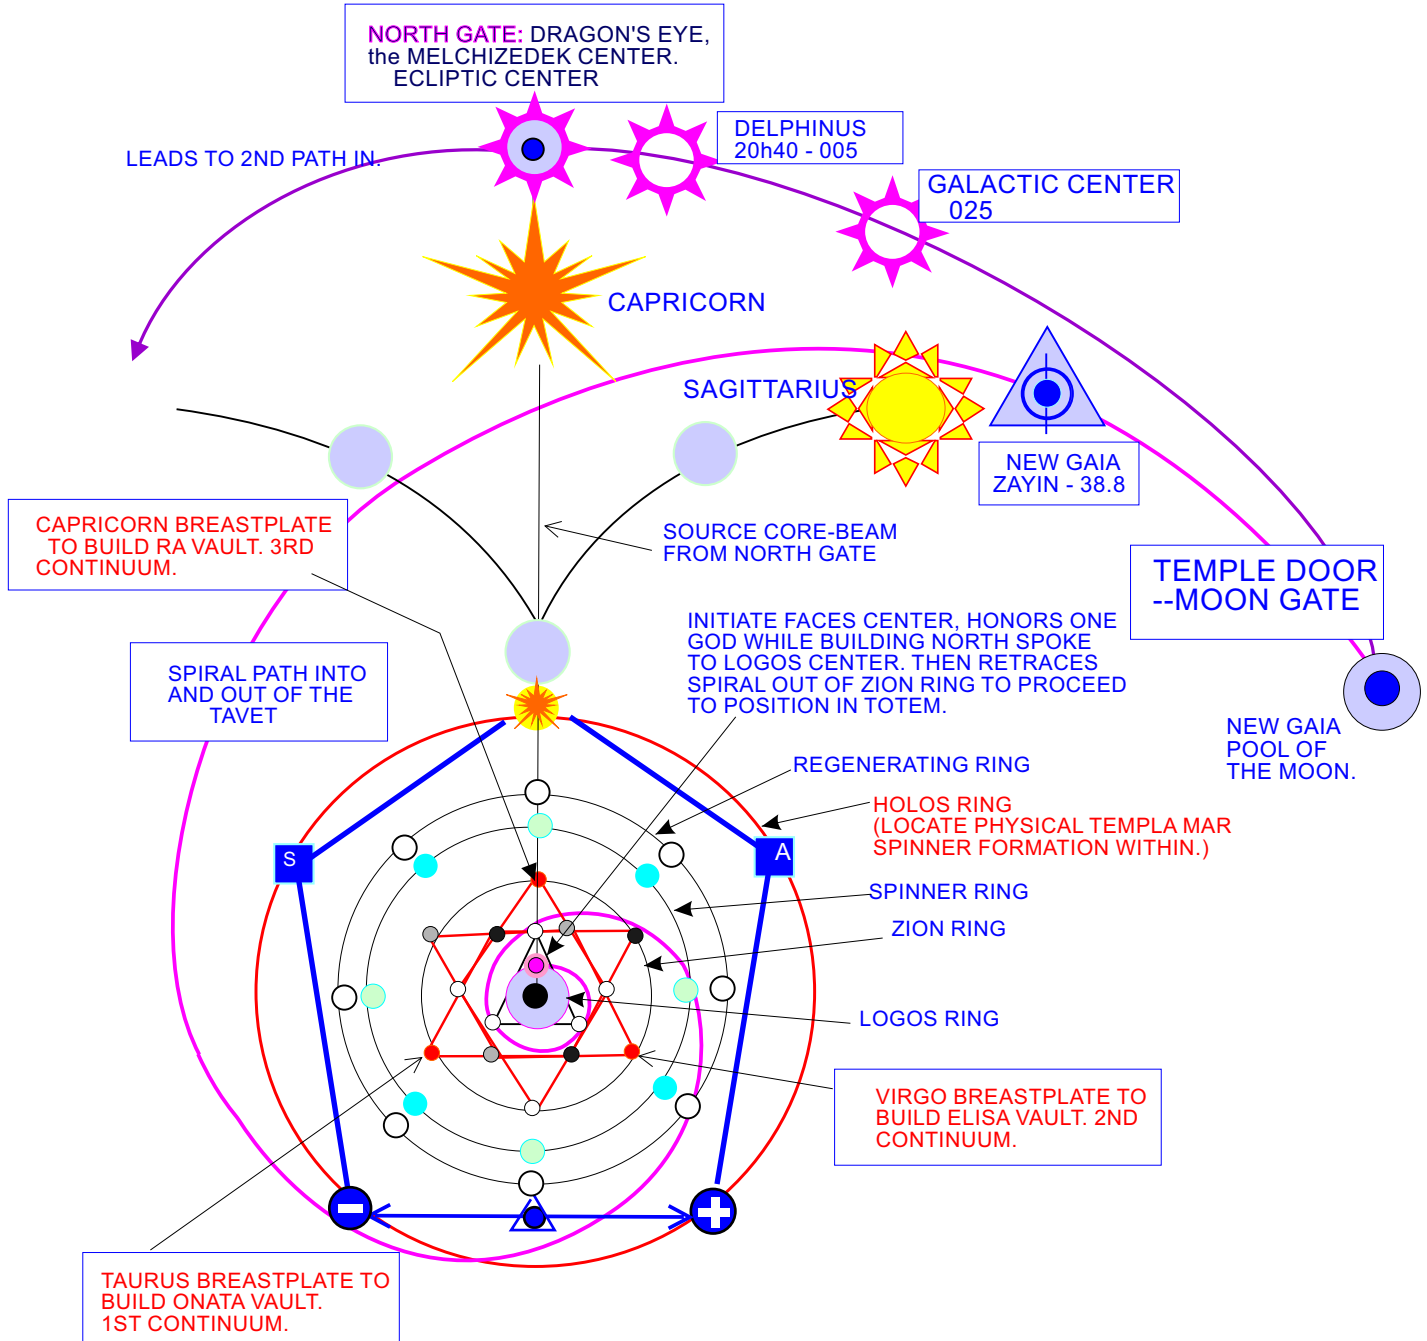 NORTH GATE: DRAGON'S EYE,
the MELCHIZEDEK CENTER.
ECLIPTIC CENTER
DELPHINUS
20h40 - 005
LEADS TO 2ND PATH IN.
GALACTIC CENTER
025
CAPRICORN
SAGITTARIUS
NEW GAIA
ZAYIN - 38.8
CAPRICORN BREASTPLATE
TO BUILD RA VAULT. 3RD
CONTINUUM.
SOURCE CORE-BEAM
FROM NORTH GATE
TEMPLE DOOR
--MOON GATE
INITIATE FACES CENTER, HONORS ONE
GOD WHILE BUILDING NORTH SPOKE
TO LOGOS CENTER. THEN RETRACES
SPIRAL OUT OF ZION RING TO PROCEED
TO POSITION IN TOTEM.
SPIRAL PATH INTO
AND OUT OF THE
TAVET
NEW GAIA
POOL OF
THE MOON.
REGENERATING RING
HOLOS RING
(LOCATE PHYSICAL TEMPLA MAR
SPINNER FORMATION WITHIN.)
S
A
SPINNER RING
ZION RING
LOGOS RING
VIRGO BREASTPLATE TO
BUILD ELISA VAULT. 2ND
CONTINUUM.
TAURUS BREASTPLATE TO
BUILD ONATA VAULT.
1ST CONTINUUM.